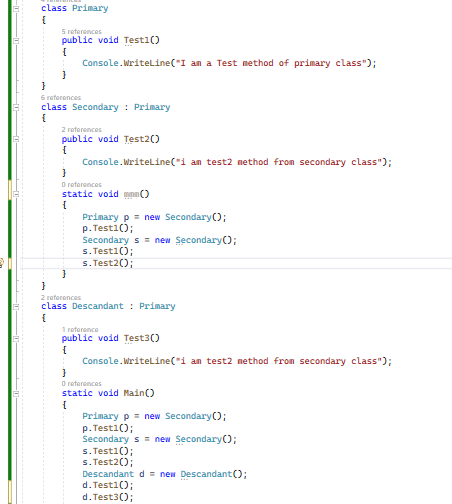 class Primary
{
5 references
public void Test1()
{
Console.WriteLine("I am a Test method of primary class");
}
}
6 references
class Secondary : Primary
{
2 references
public void Test2()
{
Console.WriteLine("i am test2 method from secondary class");
}
0 references
static void mmm()
{
Primary p = new Secondary();
p.Test1();
Secondary s = new Secondary();
s.Test1();
s.Test2();
}
}
2 references
class Descandant : Primary
{
1 reference
public void Test3()
{
Console.WriteLine("i am test2 method from secondary class");
}
0 references
static void Main()
{
Primary p = new Secondary();
p.Test1();
Secondary s = new Secondary();
s.Test1();
s.Test2();
Descandant d = new Descandant();
d.Test1();
d.Test3();